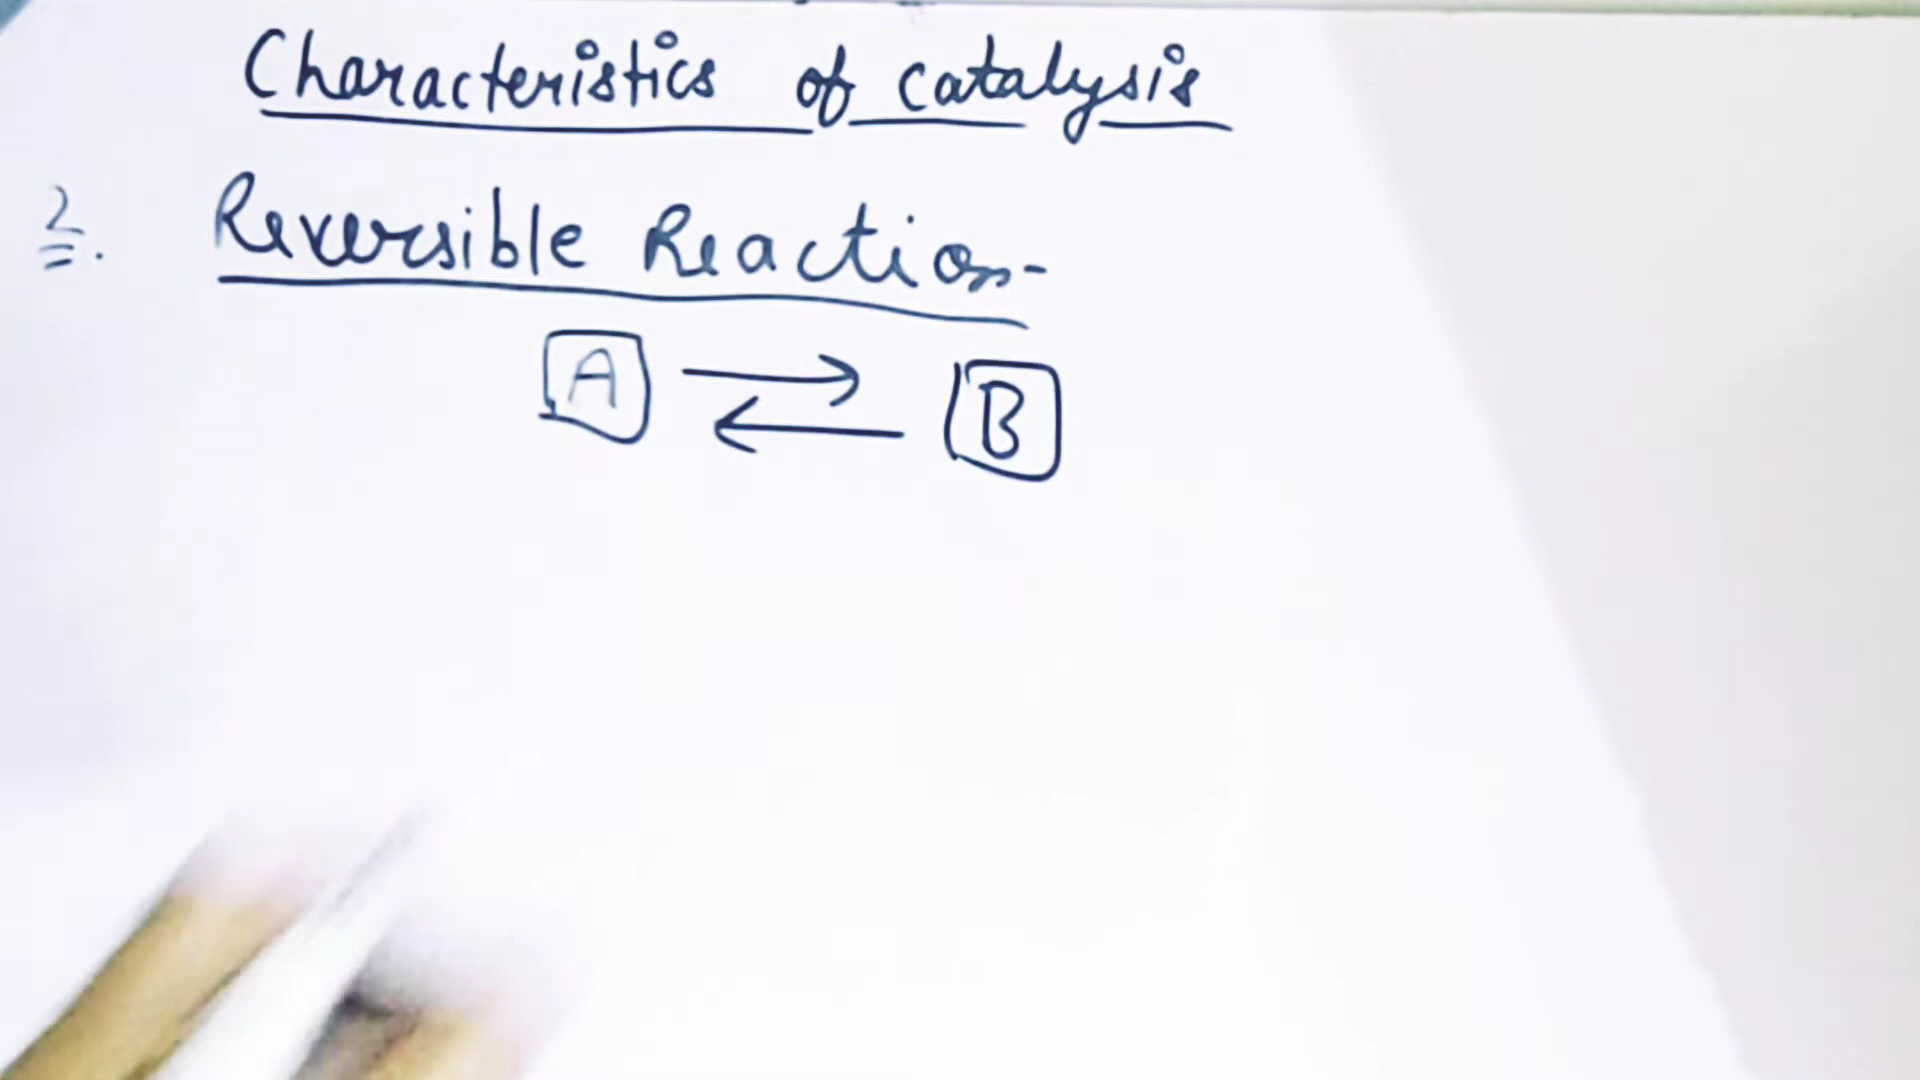 Characteristics of catalysis
2. Reversible Reaction-
A → ← B